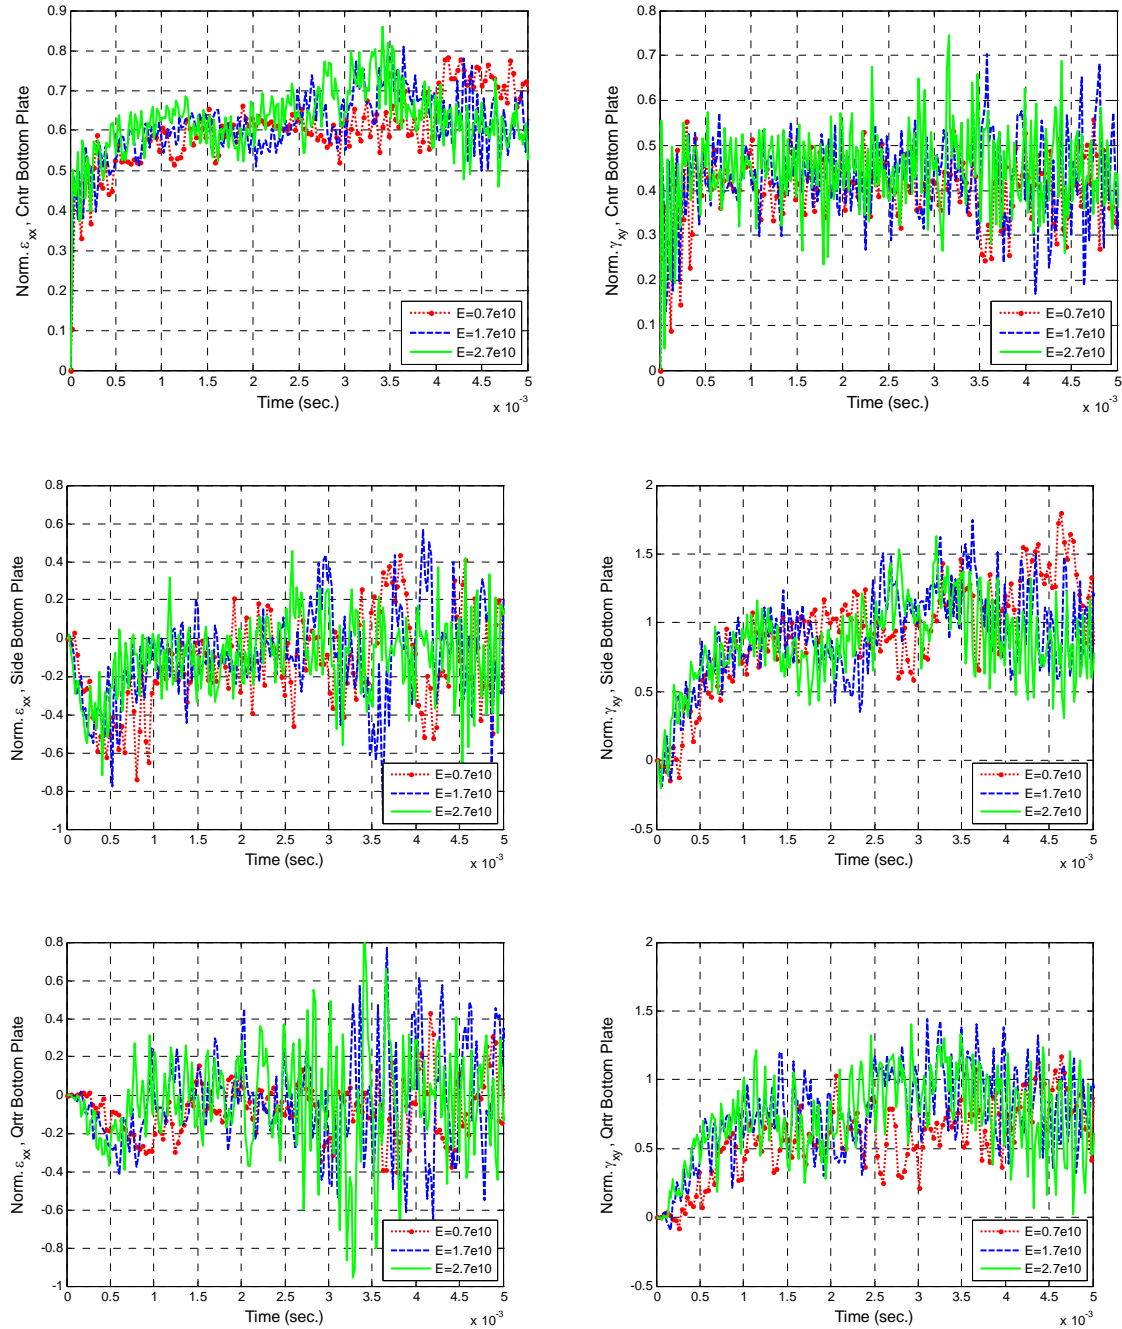 0.9
0.8
0.7
0.6
0.5
0.4
0.3
0.2
0.1
0
Norm. εxx, Cntr Bottom Plate
0 0.5 1 1.5 2 2.5 3 3.5 4 4.5 5
Time (sec.)
x 10-3
E=0.7e10
E=1.7e10
E=2.7e10
0.8
0.7
0.6
0.5
0.4
0.3
0.2
0.1
0
Norm. γxy, Cntr Bottom Plate
0 0.5 1 1.5 2 2.5 3 3.5 4 4.5 5
Time (sec.)
x 10-3
E=0.7e10
E=1.7e10
E=2.7e10
0.8
0.6
0.4
0.2
0
-0.2
-0.4
-0.6
-0.8
-1
Norm. εxx, Side Bottom Plate
0 0.5 1 1.5 2 2.5 3 3.5 4 4.5 5
Time (sec.)
x 10-3
E=0.7e10
E=1.7e10
E=2.7e10
2
1.5
1
0.5
0
-0.5
Norm. γxy, Side Bottom Plate
0 0.5 1 1.5 2 2.5 3 3.5 4 4.5 5
Time (sec.)
x 10-3
E=0.7e10
E=1.7e10
E=2.7e10
0.8
0.6
0.4
0.2
0
-0.2
-0.4
-0.6
-0.8
-1
Norm. εxx, Qrtr Bottom Plate
0 0.5 1 1.5 2 2.5 3 3.5 4 4.5 5
Time (sec.)
x 10-3
E=0.7e10
E=1.7e10
E=2.7e10
2
1.5
1
0.5
0
-0.5
Norm. γxy, Qrtr Bottom Plate
0 0.5 1 1.5 2 2.5 3 3.5 4 4.5 5
Time (sec.)
x 10-3
E=0.7e10
E=1.7e10
E=2.7e10